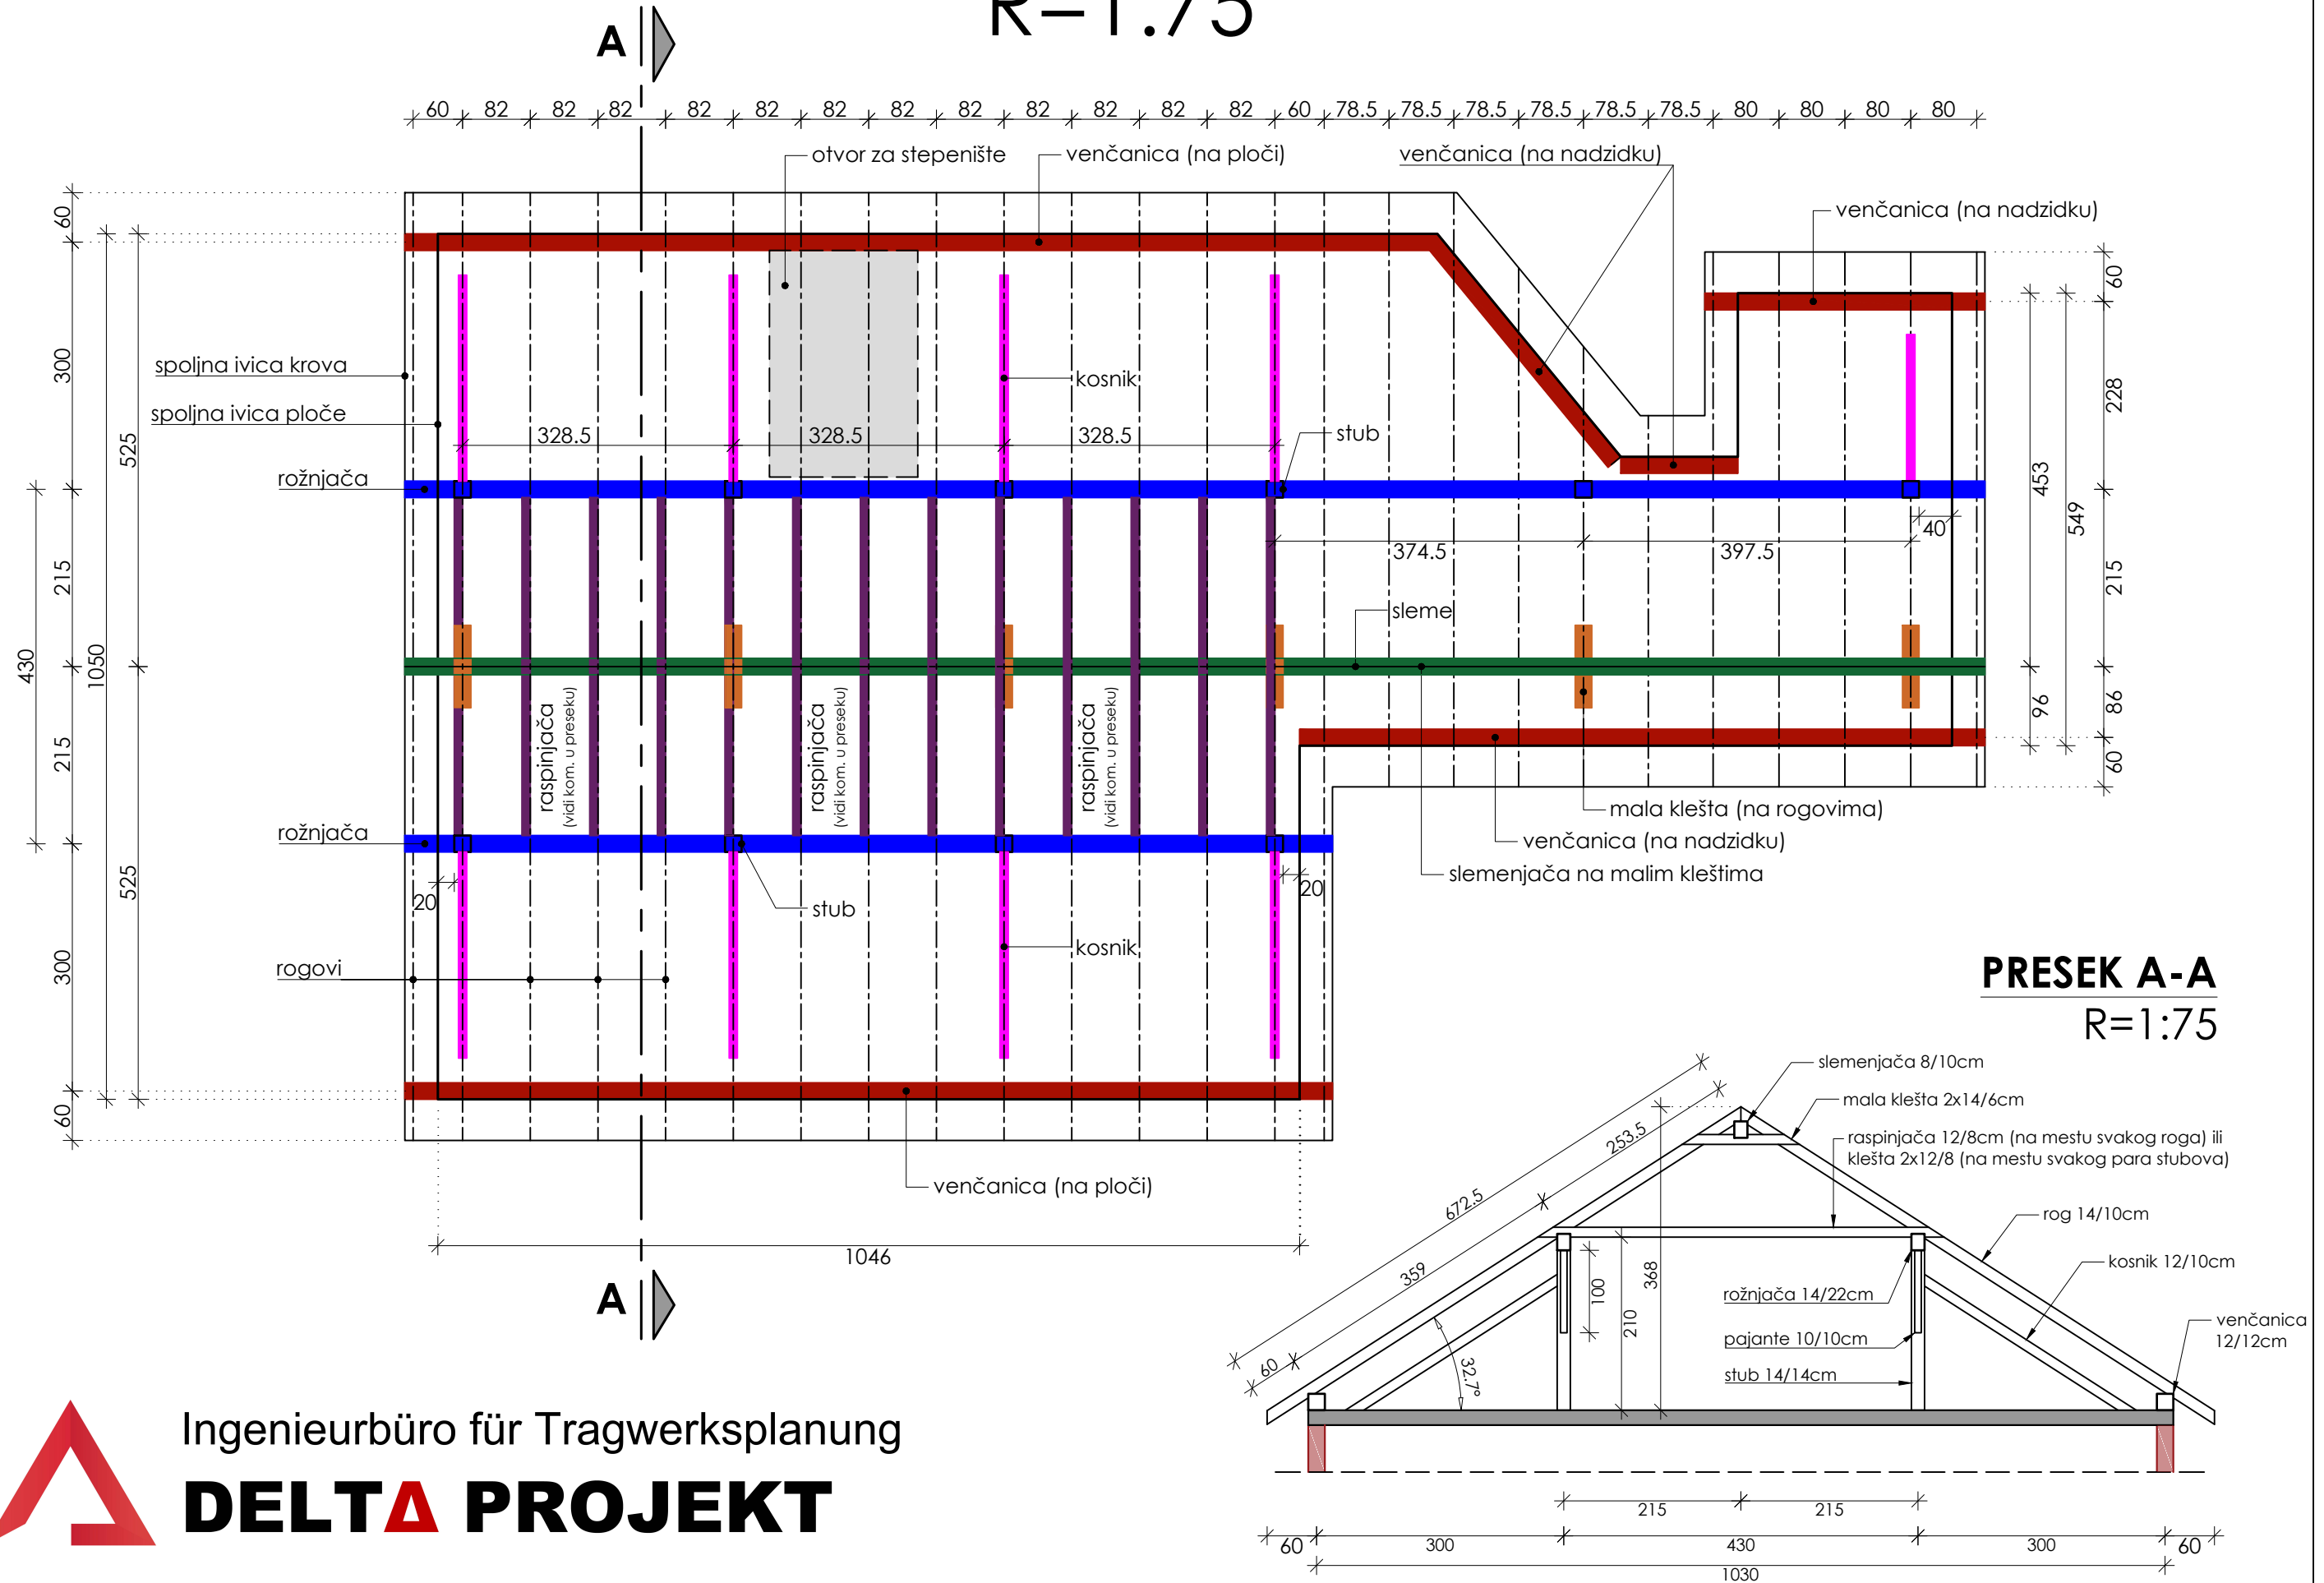 R=1:75
A
60 82 82 82 82 82 82 82 82 82 82 82 82 60 78.5 78.5 78.5 78.5 78.5 78.5 80 80 80 80
otvor za stepenište
venčanica (na ploči)
venčanica (na nadzidku)
venčanica (na nadzidku)
60
300
215
215
300
60
430
1050
525
525
spoljna ivica krova
spoljna ivica ploče
rožnjača
rožnjača
rogovi
328.5 328.5 328.5
kosnik
stub
374.5 397.5
40
sleme
raspinjača
(vidi kom. u preseku)
raspinjača
(vidi kom. u preseku)
raspinjača
(vidi kom. u preseku)
60
228
215
86
60
453
96
549
mala klešta (na rogovima)
venčanica (na nadzidku)
slemenjača na malim kleštima
20
20
stub
kosnik
venčanica (na ploči)
1046
A
PRESEK A-A
R=1:75
slemenjača 8/10cm
mala klešta 2x14/6cm
raspinjača 12/8cm (na mestu svakog roga) ili
klešta 2x12/8 (na mestu svakog para stubova)
rog 14/10cm
kosnik 12/10cm
venčanica
12/12cm
rožnjača 14/22cm
pajante 10/10cm
stub 14/14cm
672.5
253.5
359
60
32.7°
100
210
368
215 215
60 300 430 300 60
1030
Ingenieurbüro für Tragwerksplanung
DELTA PROJEKT